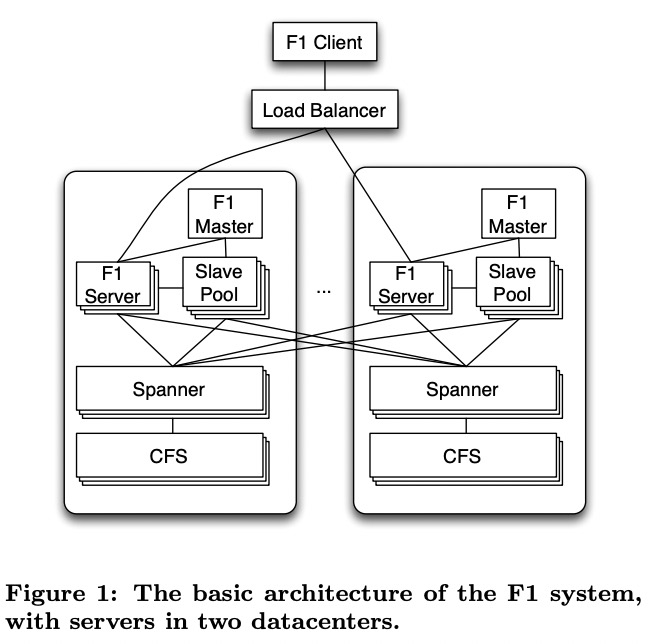 F1 Client
Load Balancer
F1
Master
F1
Server
Slave
Pool
Spanner
CFS
...
F1
Master
F1
Server
Slave
Pool
Spanner
CFS
Figure 1: The basic architecture of the F1 system,
with servers in two datacenters.